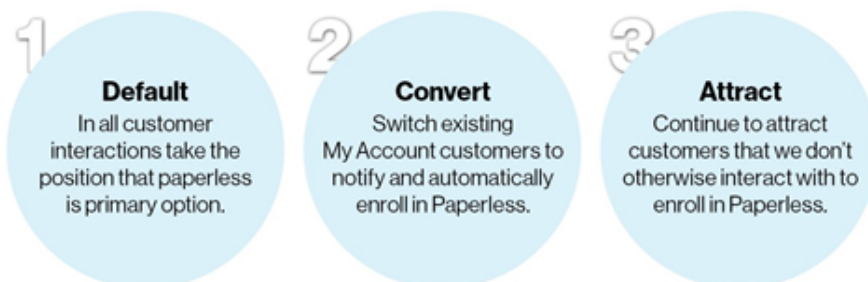 1
Default
In all customer
interactions take the
position that paperless
is primary option.
2
Convert
Switch existing
My Account customers to
notify and automatically
enroll in Paperless.
3
Attract
Continue to attract
customers that we don't
otherwise interact with to
enroll in Paperless.